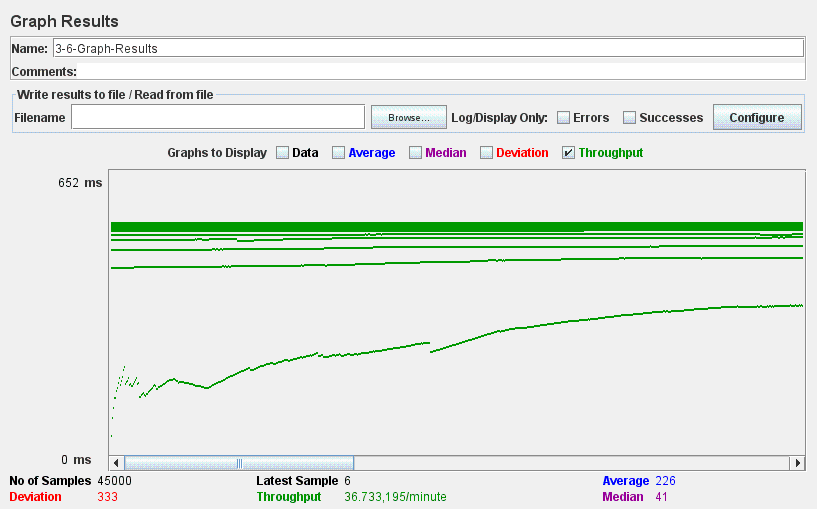 Graph Results
Name: 3-6-Graph-Results
Comments:
Write results to file / Read from file
Filename Browse... Log/Display Only: Errors Successes Configure
Graphs to Display Data Average Median Deviation Throughput
652 ms
0 ms
No of Samples 45000 Latest Sample 6 Average 226
Deviation 333 Throughput 36.733,195/minute Median 41